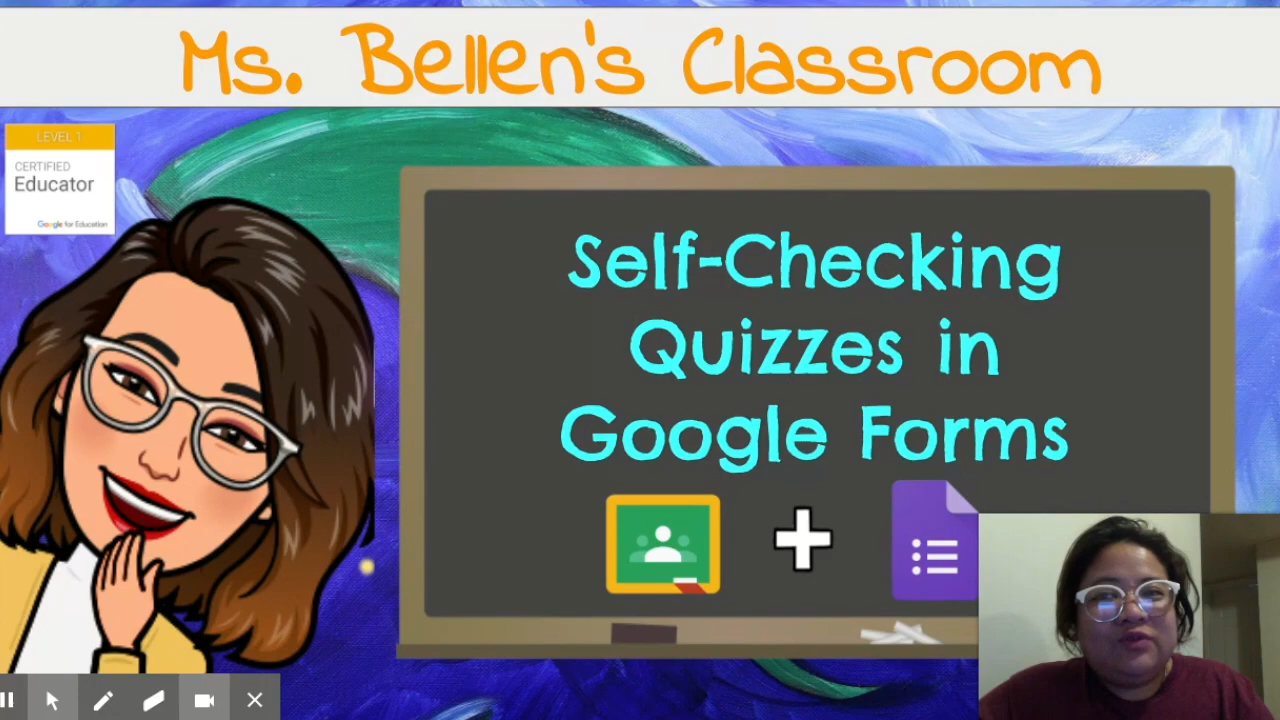 Ms. Bellen's Classroom
LEVEL 1
CERTIFIED
Educator
Google for Education
Self-Checking
Quizzes in
Google Forms